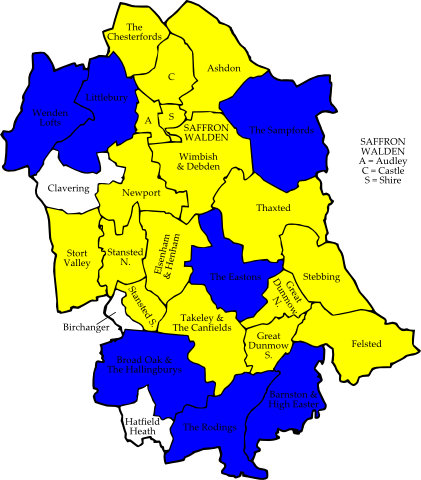 The
Chesterfords
Ashdon
C
Littlebury
Wenden
Lofts
A
S
SAFFRON
WALDEN
The Sampfords
SAFFRON
WALDEN
A = Audley
C = Castle
S = Shire
Wimbish
& Debden
Clavering
Newport
Thaxted
Stort
Valley
Stansted
N.
Elsenham
& Henham
The Eastons
Great
Dunmow
N.
Stebbing
Stansted S.
Birchanger
Takeley &
The Canfields
Great
Dunmow
S.
Felsted
Broad Oak &
The Hallingburys
Barnston &
High Easter
Hatfield
Heath
The Rodings